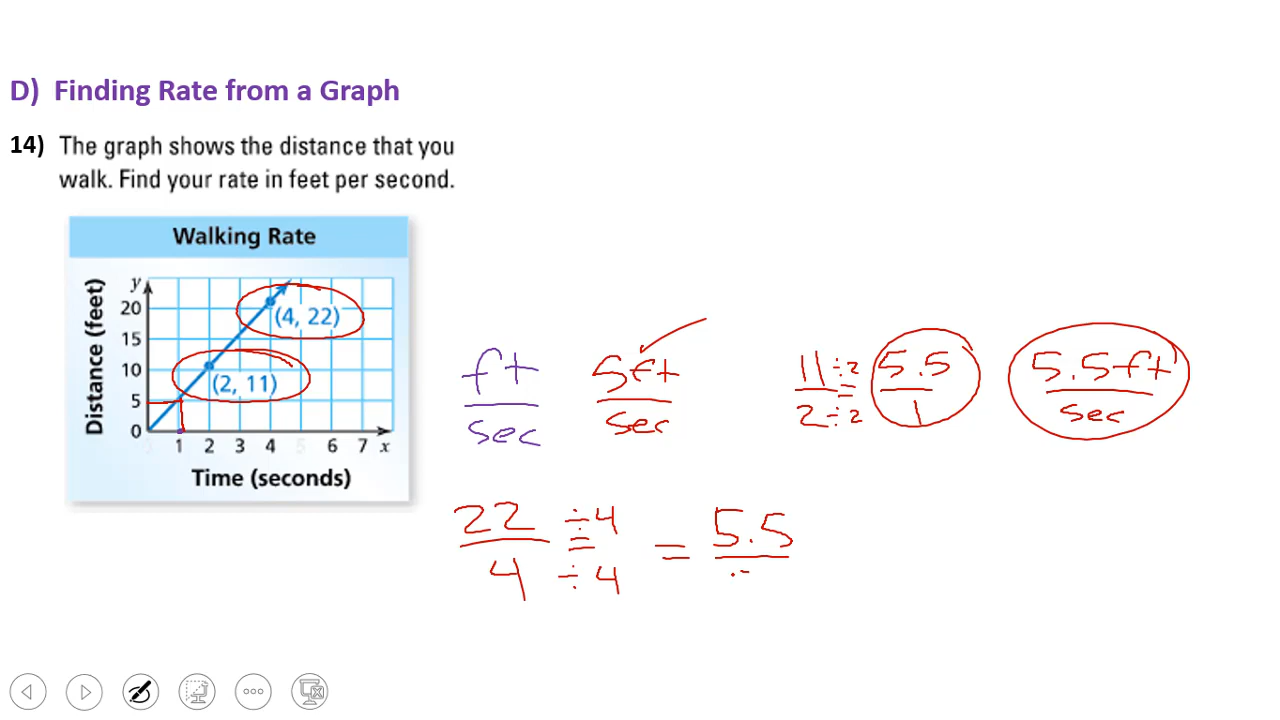 D) Finding Rate from a Graph
14) The graph shows the distance that you
walk. Find your rate in feet per second.
Walking Rate
y
20
15
10
5
0
Distance (feet)
(4, 22)
(2, 11)
1 2 3 4 5 6 7 x
Time (seconds)
ft
sec
5ft
sec
11 ÷2 = 5.5
2 ÷2 1
5.5ft
sec
22 ÷4 = 5.5
4 ÷4